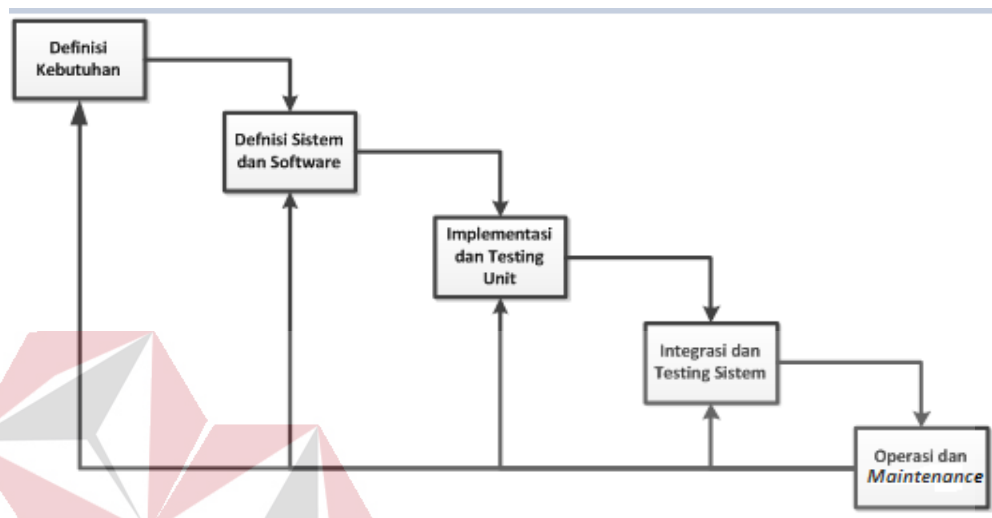 Definisi
Kebutuhan
Defnisi Sistem
dan Software
Implementasi
dan Testing
Unit
Integrasi dan
Testing Sistem
Operasi dan
Maintenance